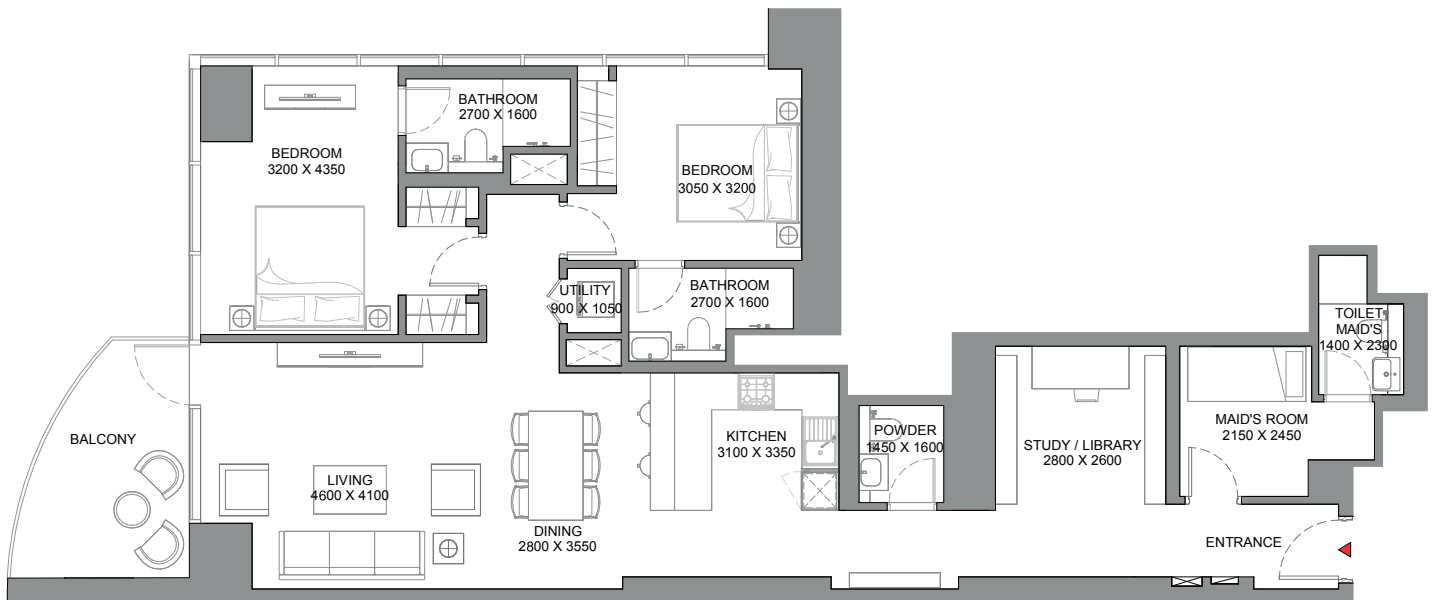 BATHROOM
2700 X 1600
BEDROOM
3200 X 4350
BEDROOM
3050 X 3200
UTILITY
900 X 1050
BATHROOM
2700 X 1600
TOILET
MAID'S
1400 X 2300
BALCONY
LIVING
4600 X 4100
DINING
2800 X 3550
KITCHEN
3100 X 3350
POWDER
1450 X 1600
STUDY / LIBRARY
2800 X 2600
MAID'S ROOM
2150 X 2450
ENTRANCE